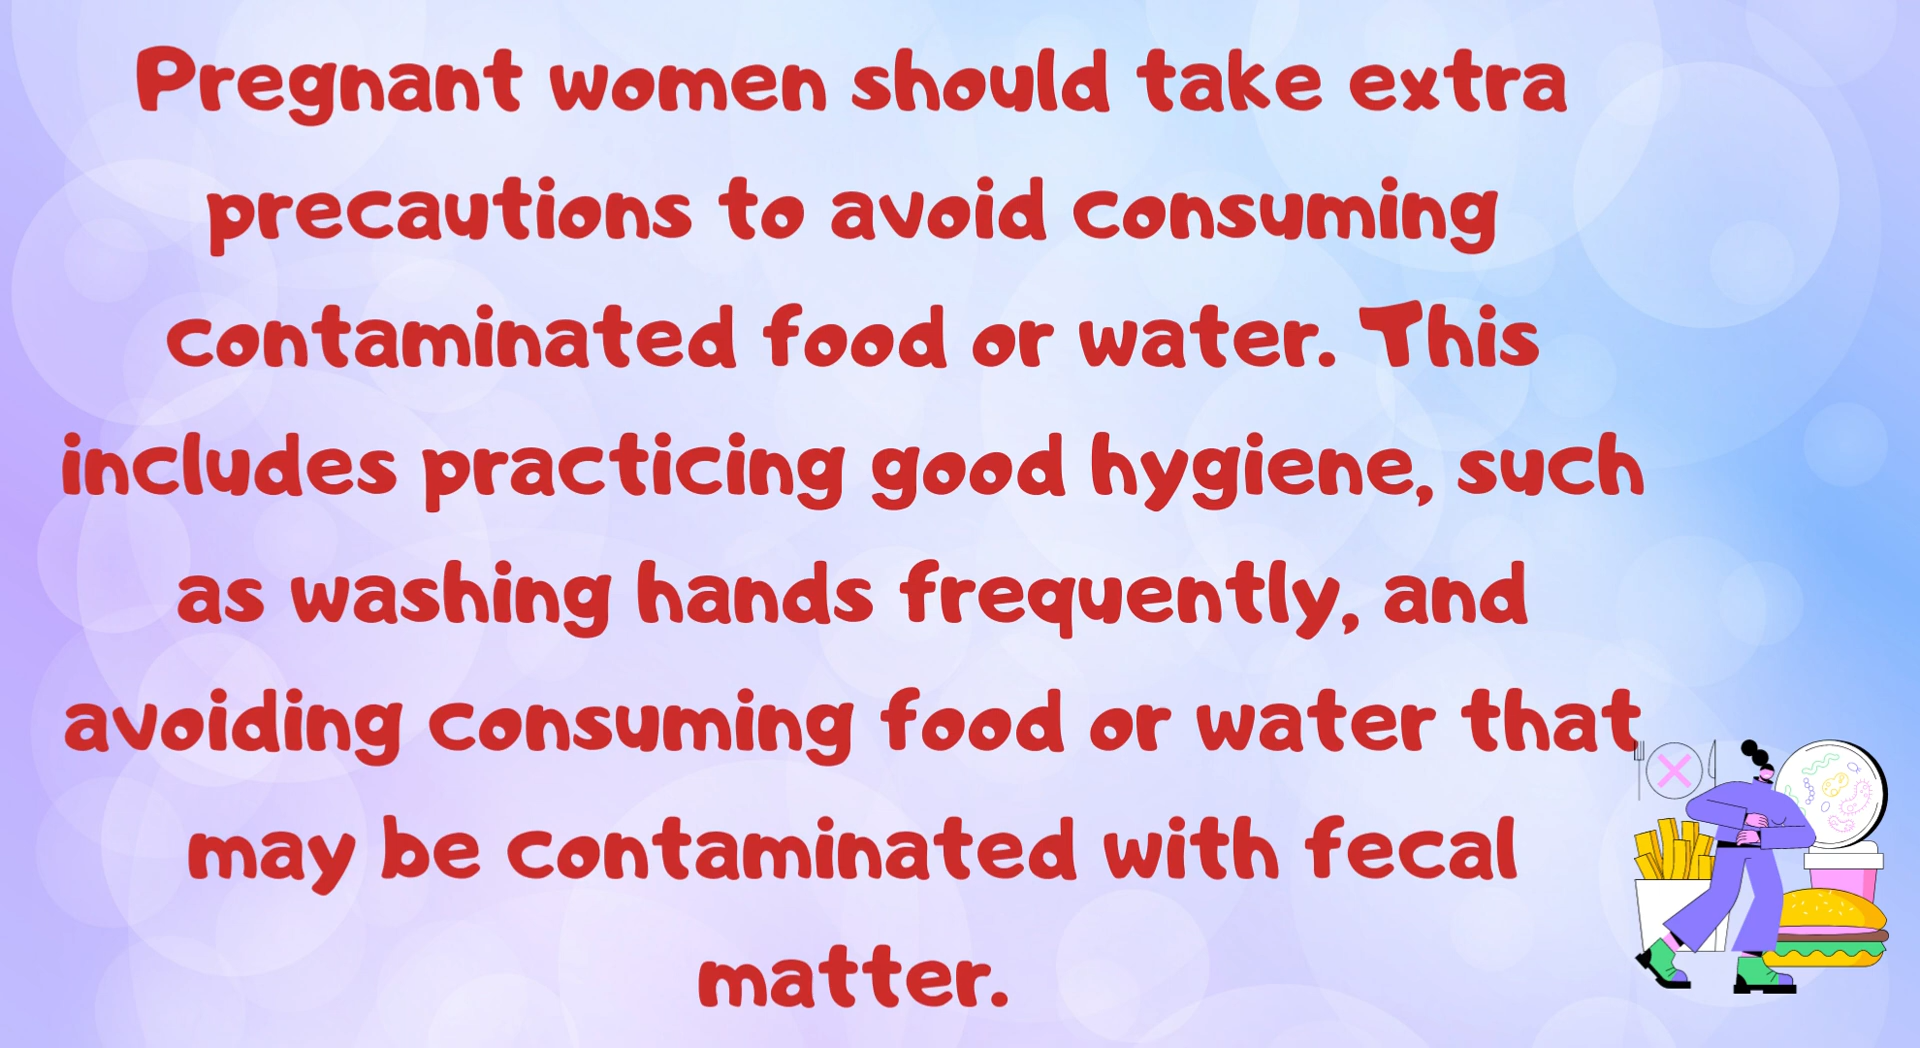 Pregnant women should take extra
precautions to avoid consuming
contaminated food or water. This
includes practicing good hygiene, such
as washing hands frequently, and
avoiding consuming food or water that
may be contaminated with fecal
matter.